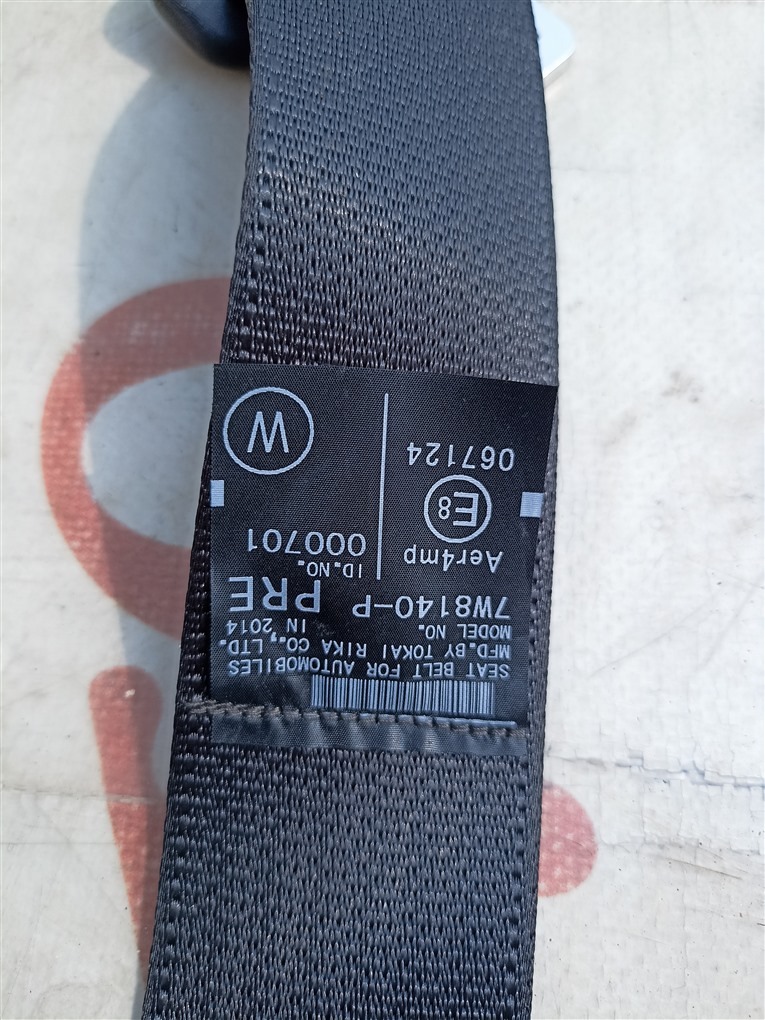 SEAT BELT FOR AUTOMOBILES
MFD.BY TOKAI RIKA CO., LTD.
MODEL NO. IN 2014
7W8140-P PRE
ID.NO.
000701
Aer4mp
E8
067124
W